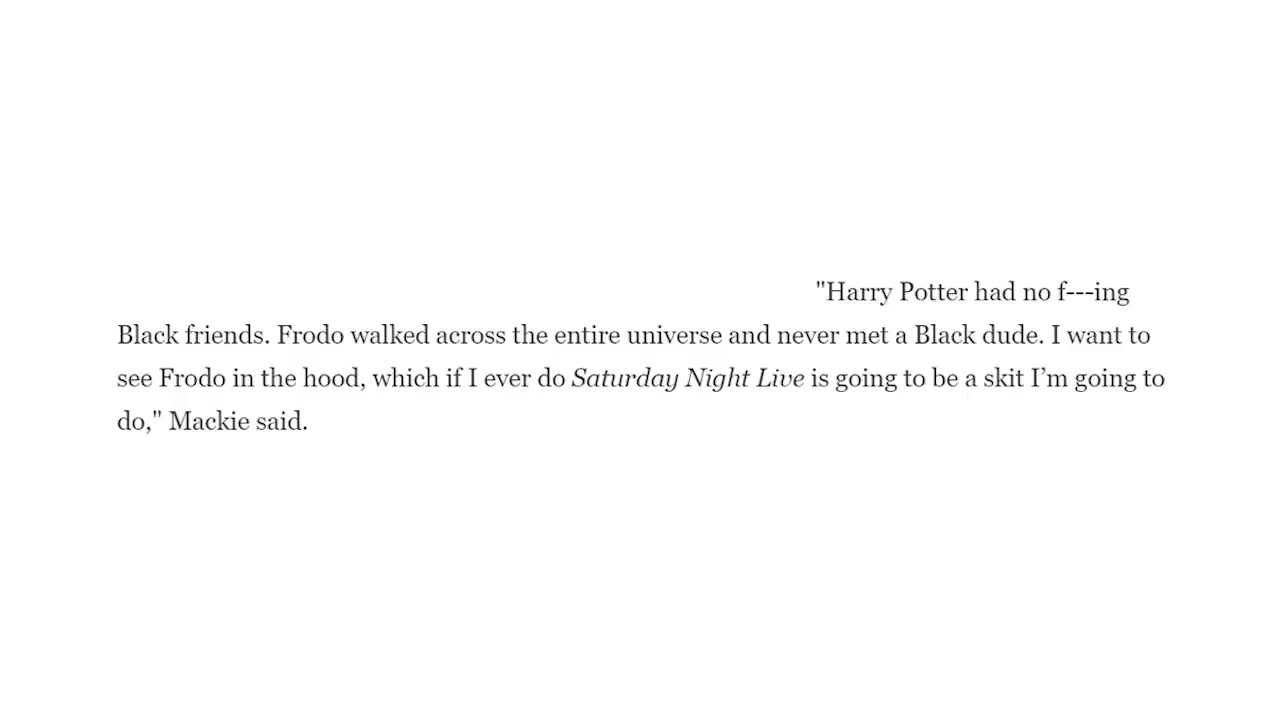 "Harry Potter had no f---ing
Black friends. Frodo walked across the entire universe and never met a Black dude. I want to
see Frodo in the hood, which if I ever do Saturday Night Live is going to be a skit I’m going to
do," Mackie said.